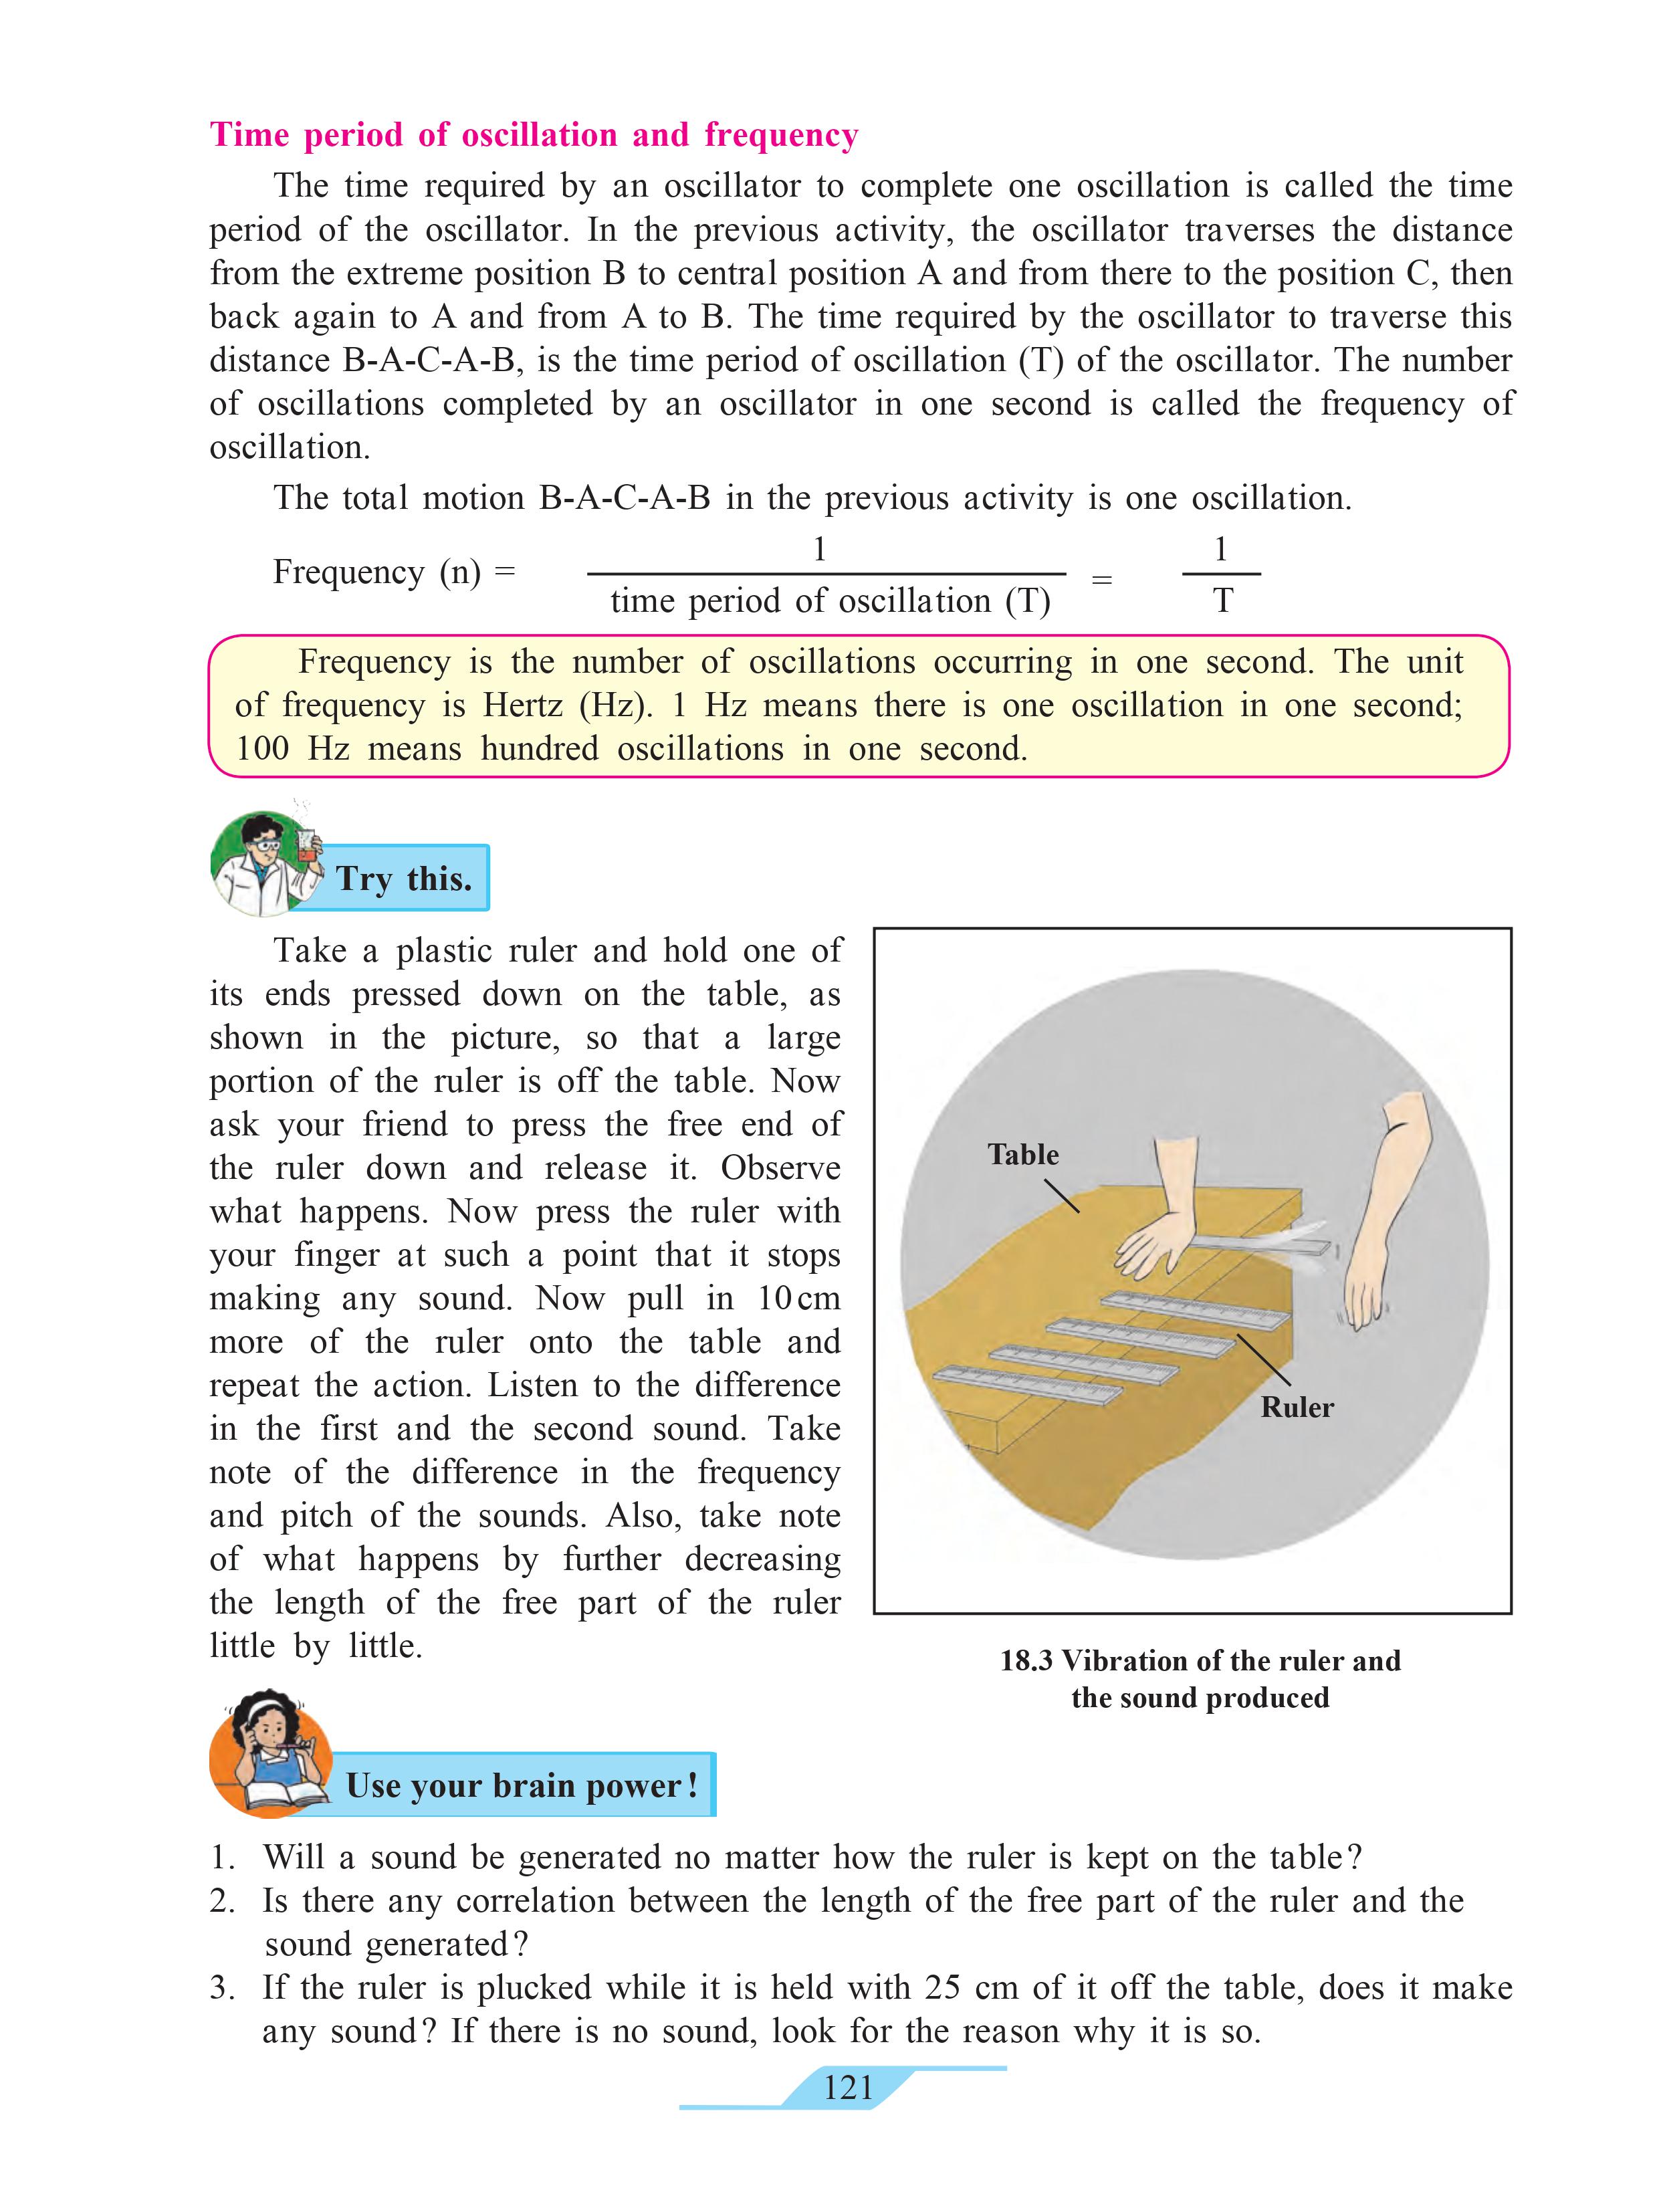 Time period of oscillation and frequency
The time required by an oscillator to complete one oscillation is called the time
period of the oscillator. In the previous activity, the oscillator traverses the distance
from the extreme position B to central position A and from there to the position C, then
back again to A and from A to B. The time required by the oscillator to traverse this
distance B-A-C-A-B, is the time period of oscillation (T) of the oscillator. The number
of oscillations completed by an oscillator in one second is called the frequency of
oscillation.
The total motion B-A-C-A-B in the previous activity is one oscillation.
Frequency (n) = 1 / time period of oscillation (T) = 1 / T
Frequency is the number of oscillations occurring in one second. The unit
of frequency is Hertz (Hz). 1 Hz means there is one oscillation in one second;
100 Hz means hundred oscillations in one second.
Try this.
Take a plastic ruler and hold one of
its ends pressed down on the table, as
shown in the picture, so that a large
portion of the ruler is off the table. Now
ask your friend to press the free end of
the ruler down and release it. Observe
what happens. Now press the ruler with
your finger at such a point that it stops
making any sound. Now pull in 10 cm
more of the ruler onto the table and
repeat the action. Listen to the difference
in the first and the second sound. Take
note of the difference in the frequency
and pitch of the sounds. Also, take note
of what happens by further decreasing
the length of the free part of the ruler
little by little.
Table
Ruler
18.3 Vibration of the ruler and
the sound produced
Use your brain power !
1. Will a sound be generated no matter how the ruler is kept on the table?
2. Is there any correlation between the length of the free part of the ruler and the
sound generated?
3. If the ruler is plucked while it is held with 25 cm of it off the table, does it make
any sound? If there is no sound, look for the reason why it is so.
121